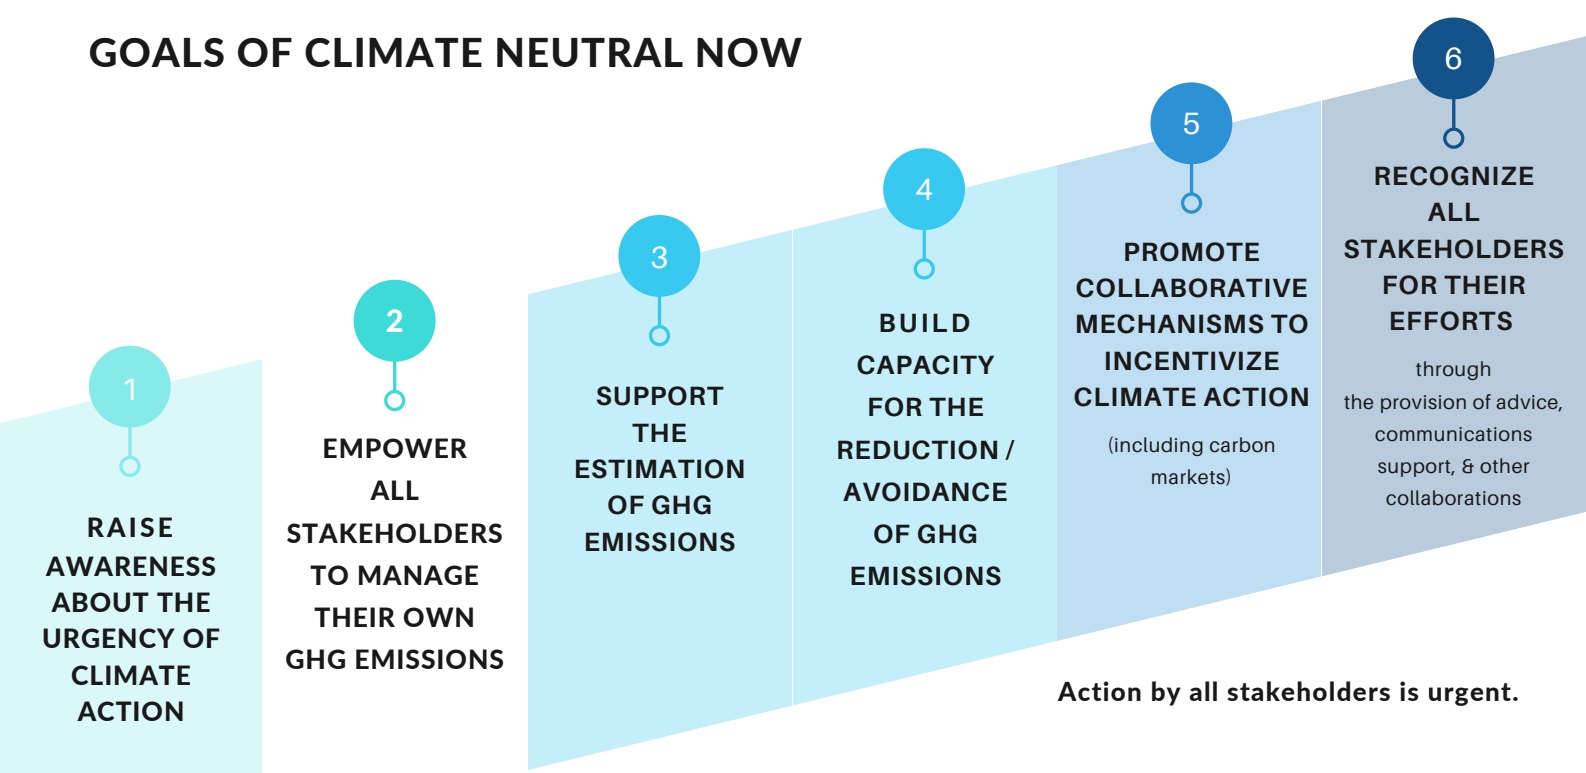 GOALS OF CLIMATE NEUTRAL NOW
1
RAISE
AWARENESS
ABOUT THE
URGENCY OF
CLIMATE
ACTION
2
EMPOWER
ALL
STAKEHOLDERS
TO MANAGE
THEIR OWN
GHG EMISSIONS
3
SUPPORT
THE
ESTIMATION
OF GHG
EMISSIONS
4
BUILD
CAPACITY
FOR THE
REDUCTION /
AVOIDANCE
OF GHG
EMISSIONS
5
PROMOTE
COLLABORATIVE
MECHANISMS TO
INCENTIVIZE
CLIMATE ACTION
(including carbon
markets)
6
RECOGNIZE
ALL
STAKEHOLDERS
FOR THEIR
EFFORTS
through
the provision of advice,
communications
support, & other
collaborations
Action by all stakeholders is urgent.